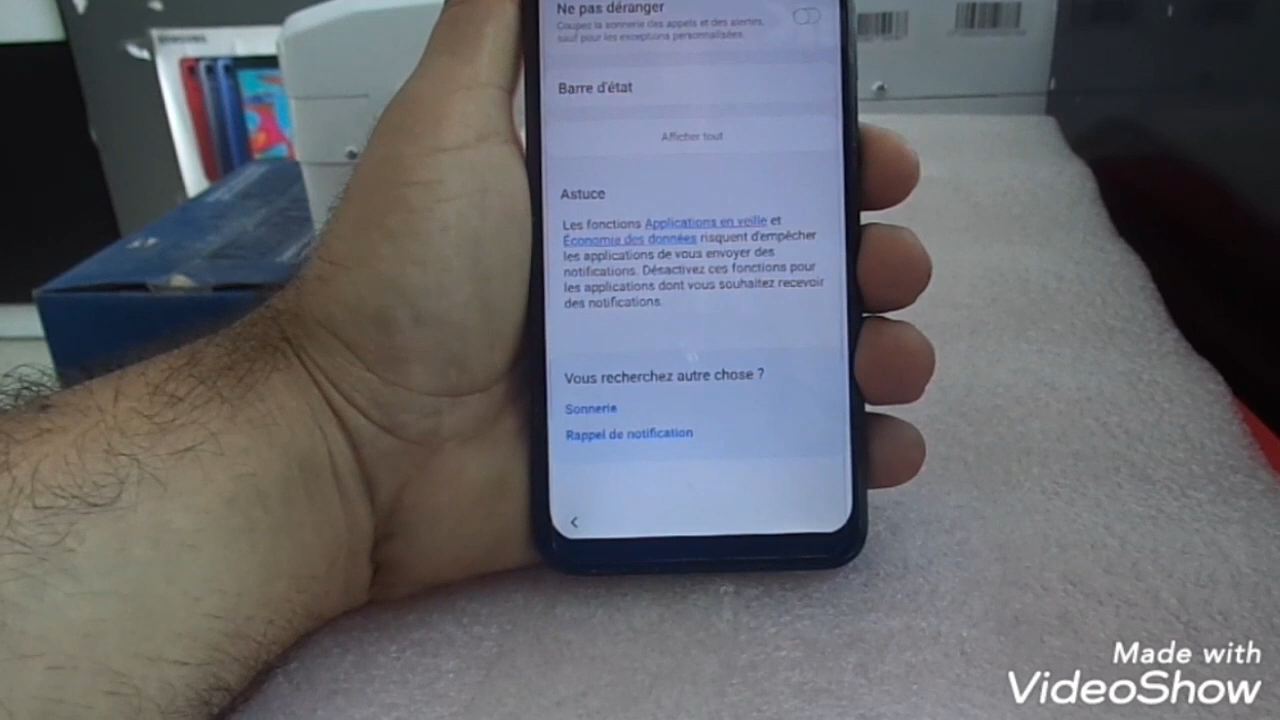 Ne pas déranger
Coupez la sonnerie des appels et des alertes,
sauf pour les exceptions personnalisées.
Barre d'état
Afficher tout
Astuce
Les fonctions Applications en veille et
Économie des données risquent d'empêcher
les applications de vous envoyer des
notifications. Désactivez ces fonctions pour
les applications dont vous souhaitez recevoir
des notifications.
Vous recherchez autre chose ?
Sonnerie
Rappel de notification
Made with
VideoShow